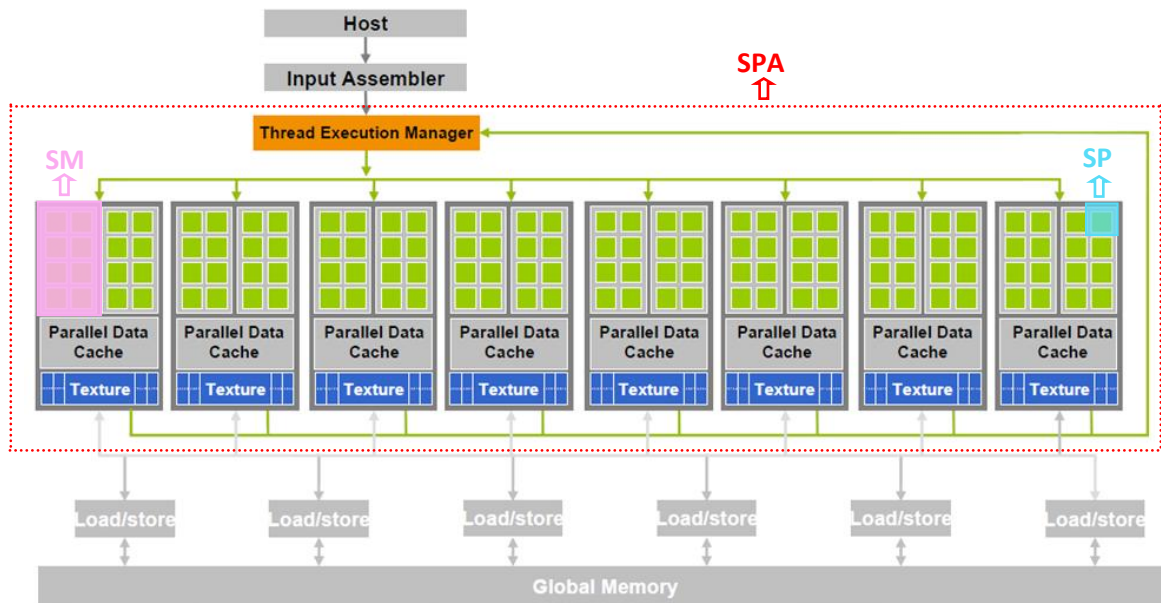 Host
Input Assembler
SPA
Thread Execution Manager
SM
SP
Parallel Data
Cache
Texture
Parallel Data
Cache
Texture
Parallel Data
Cache
Texture
Parallel Data
Cache
Texture
Parallel Data
Cache
Texture
Parallel Data
Cache
Texture
Parallel Data
Cache
Texture
Parallel Data
Cache
Texture
Load/store
Load/store
Load/store
Load/store
Load/store
Load/store
Global Memory